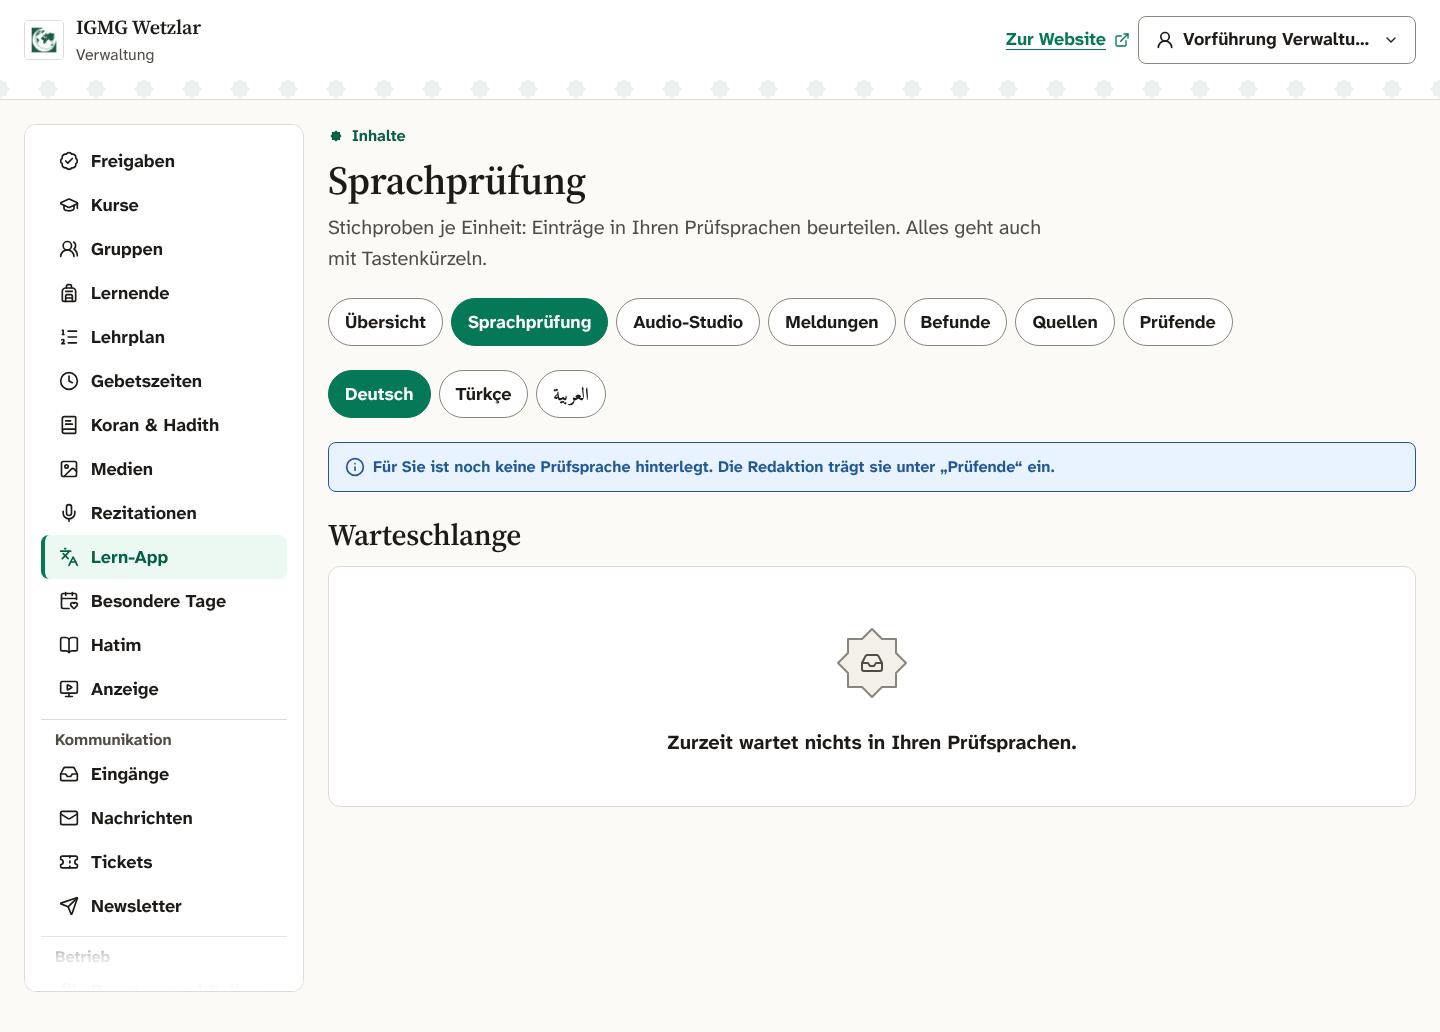 IGMG Wetzlar
Verwaltung
Zur Website
Vorführung Verwaltu...
Freigaben
Kurse
Gruppen
Lernende
Lehrplan
Gebetszeiten
Koran & Hadith
Medien
Rezitationen
Lern-App
Besondere Tage
Hatim
Anzeige
Kommunikation
Eingänge
Nachrichten
Tickets
Newsletter
Betrieb
Inhalte
Sprachprüfung
Stichproben je Einheit: Einträge in Ihren Prüfsprachen beurteilen. Alles geht auch
mit Tastenkürzeln.
Übersicht Sprachprüfung Audio-Studio Meldungen Befunde Quellen Prüfende
Deutsch Türkçe العربية
Für Sie ist noch keine Prüfsprache hinterlegt. Die Redaktion trägt sie unter „Prüfende“ ein.
Warteschlange
Zurzeit wartet nichts in Ihren Prüfsprachen.